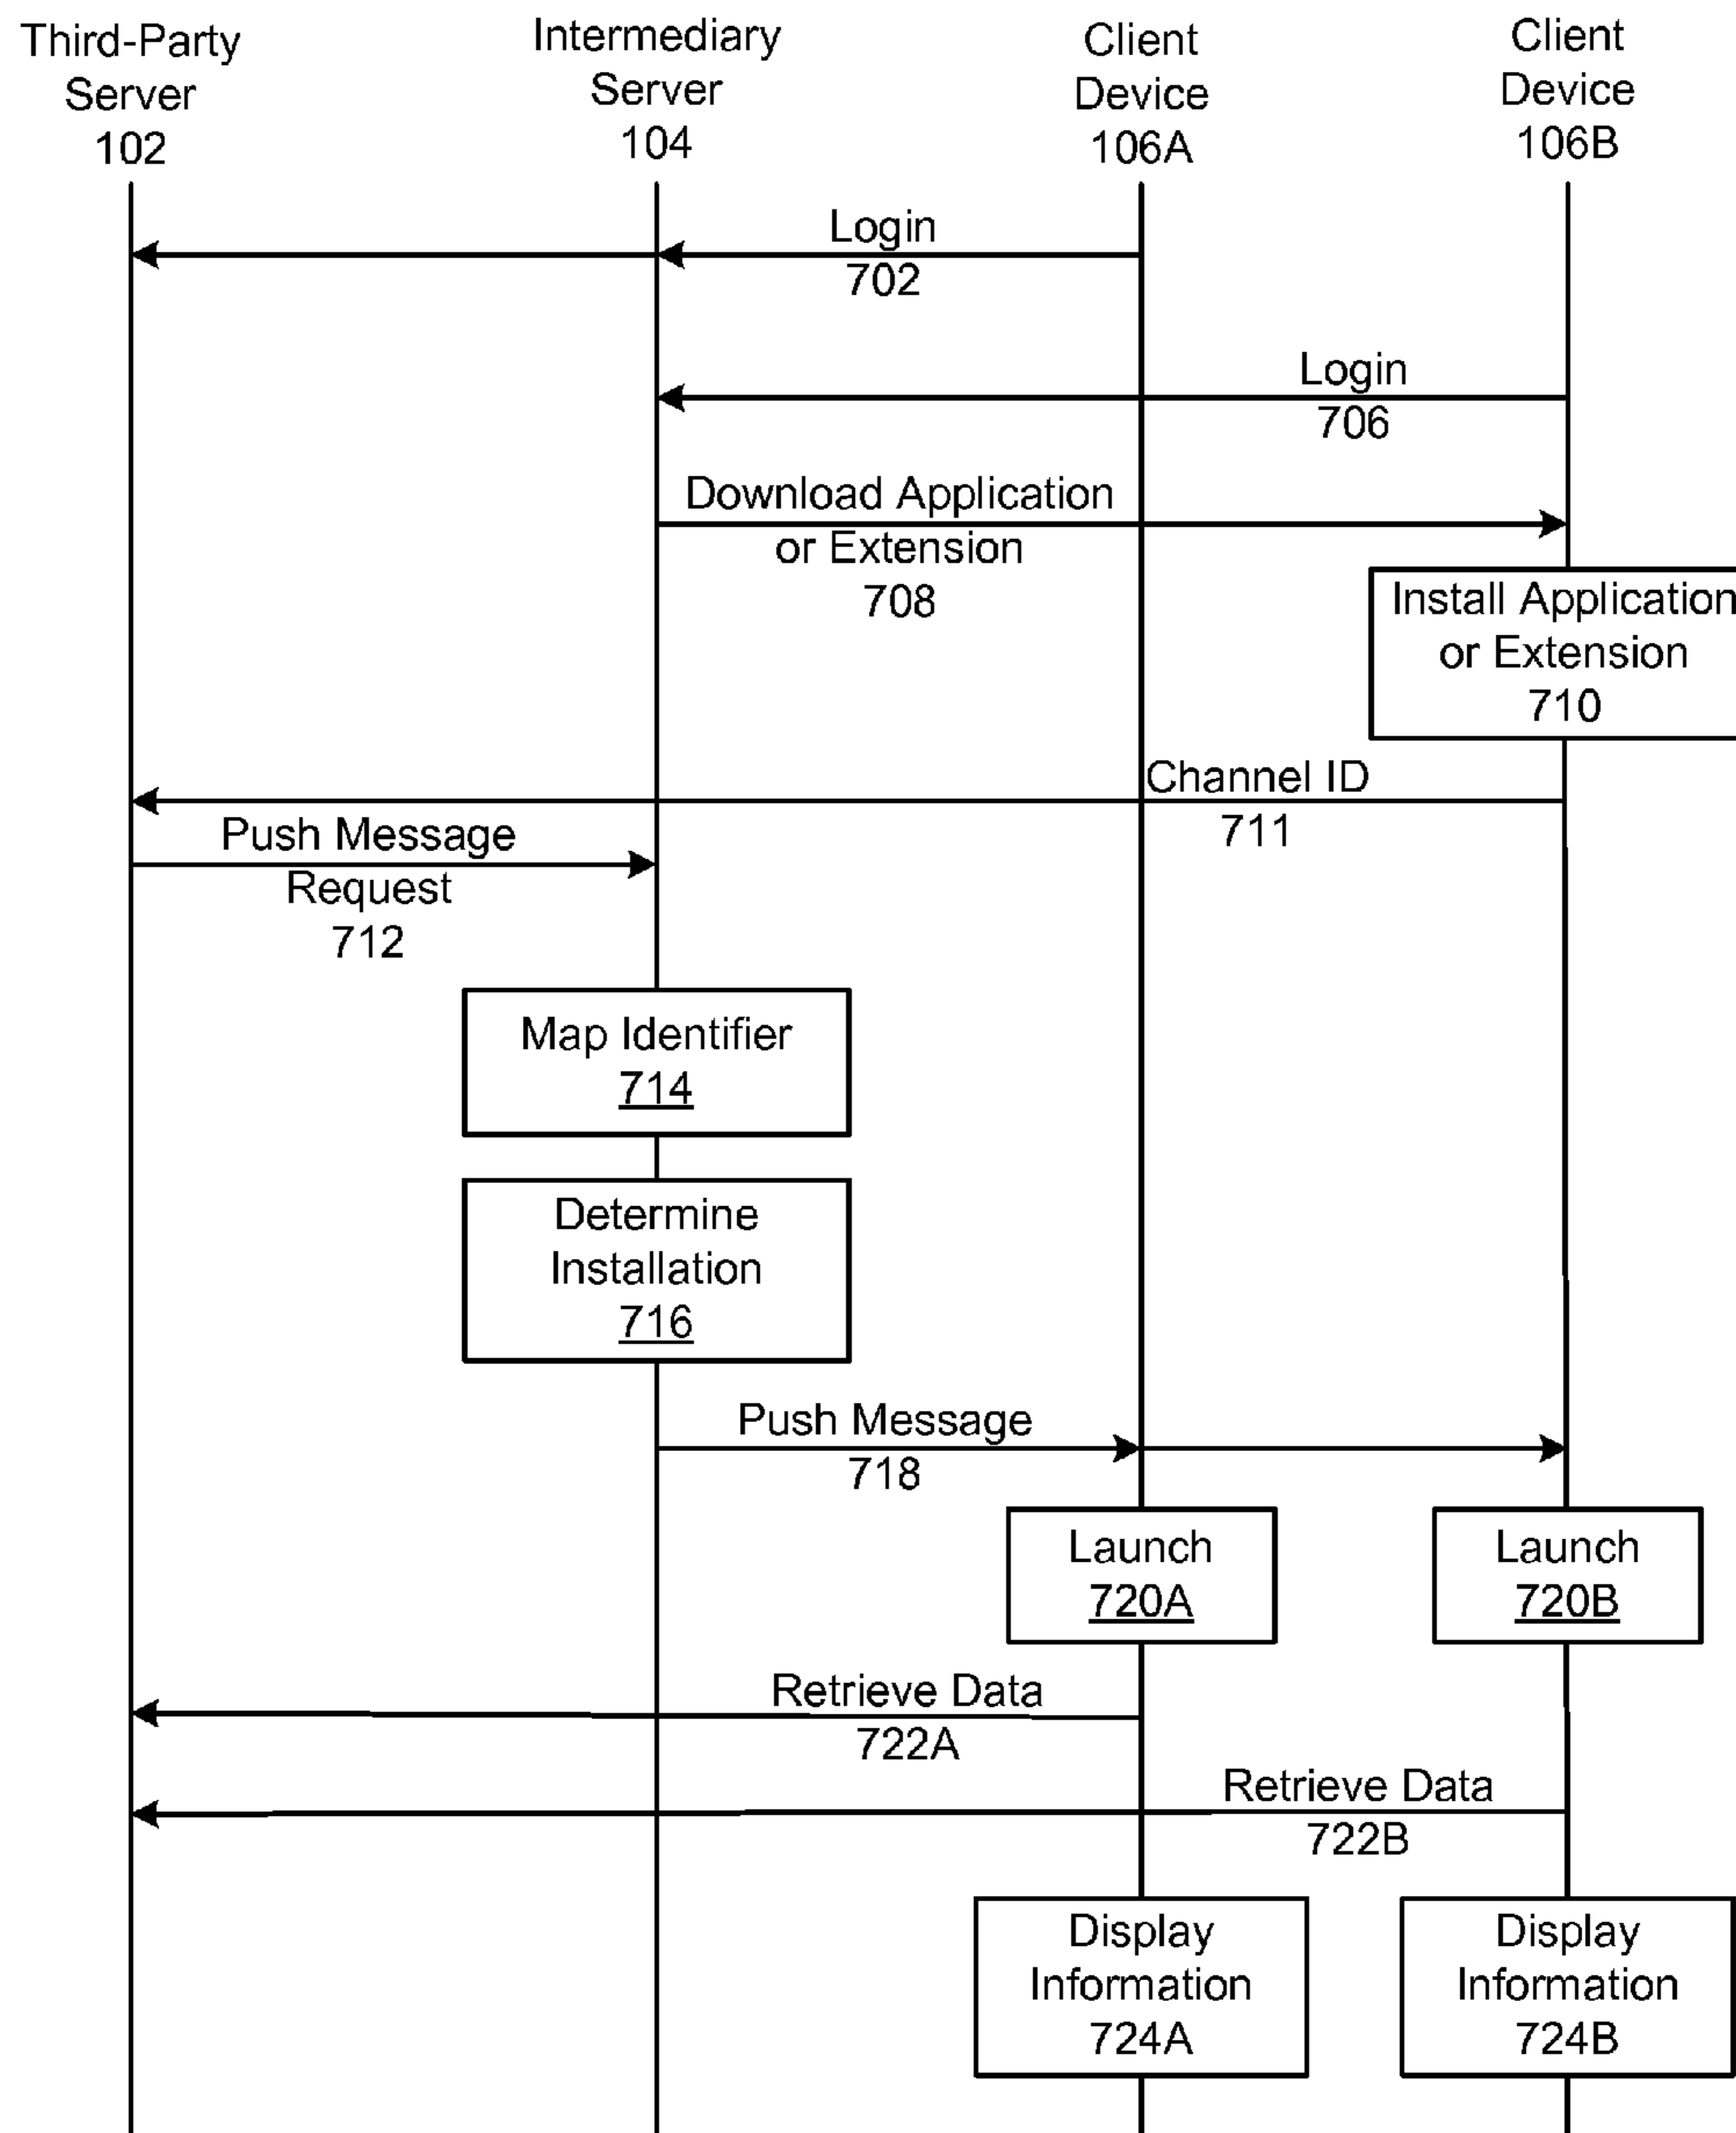 Third-Party
Server
102
Intermediary
Server
104
Client
Device
106A
Client
Device
106B
Login
702
Login
706
Download Application
or Extension
708
Install Application
or Extension
710
Channel ID
711
Push Message
Request
712
Map Identifier
714
Determine
Installation
716
Push Message
718
Launch
720A
Launch
720B
Retrieve Data
722A
Retrieve Data
722B
Display
Information
724A
Display
Information
724B